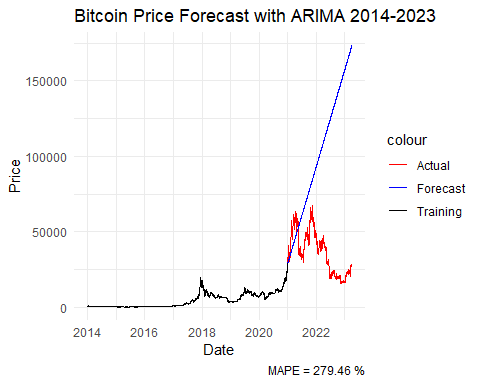 Bitcoin Price Forecast with ARIMA 2014-2023
150000
100000
50000
0
Price
2014 2016 2018 2020 2022
Date
colour
Actual
Forecast
Training
MAPE = 279.46 %